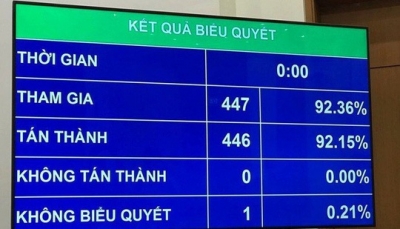 KẾT QUẢ BIỂU QUYẾT
THỜI GIAN 0:00
THAM GIA 447 92.36%
TÁN THÀNH 446 92.15%
KHÔNG TÁN THÀNH 0 0.00%
KHÔNG BIỂU QUYẾT 1 0.21%